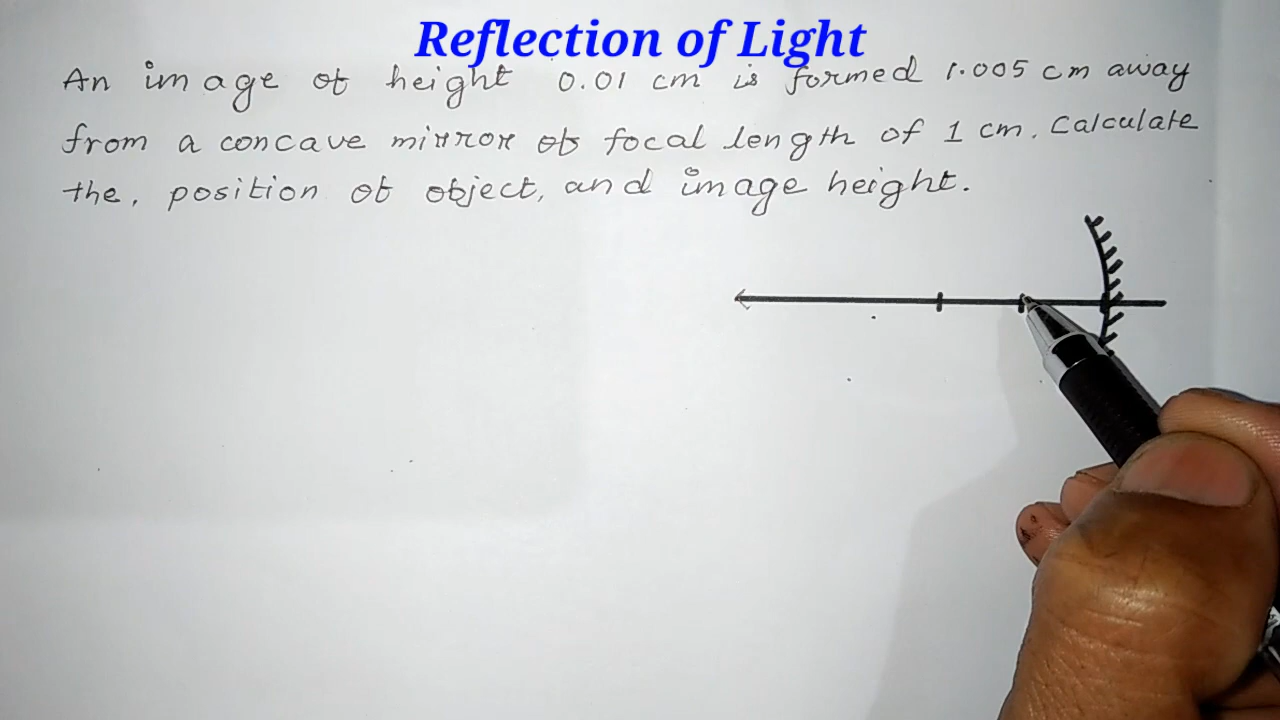 Reflection of Light
An image of height 0.01 cm is formed 1.005 cm away
from a concave mirror of focal length of 1 cm. Calculate
the, position of object, and image height.